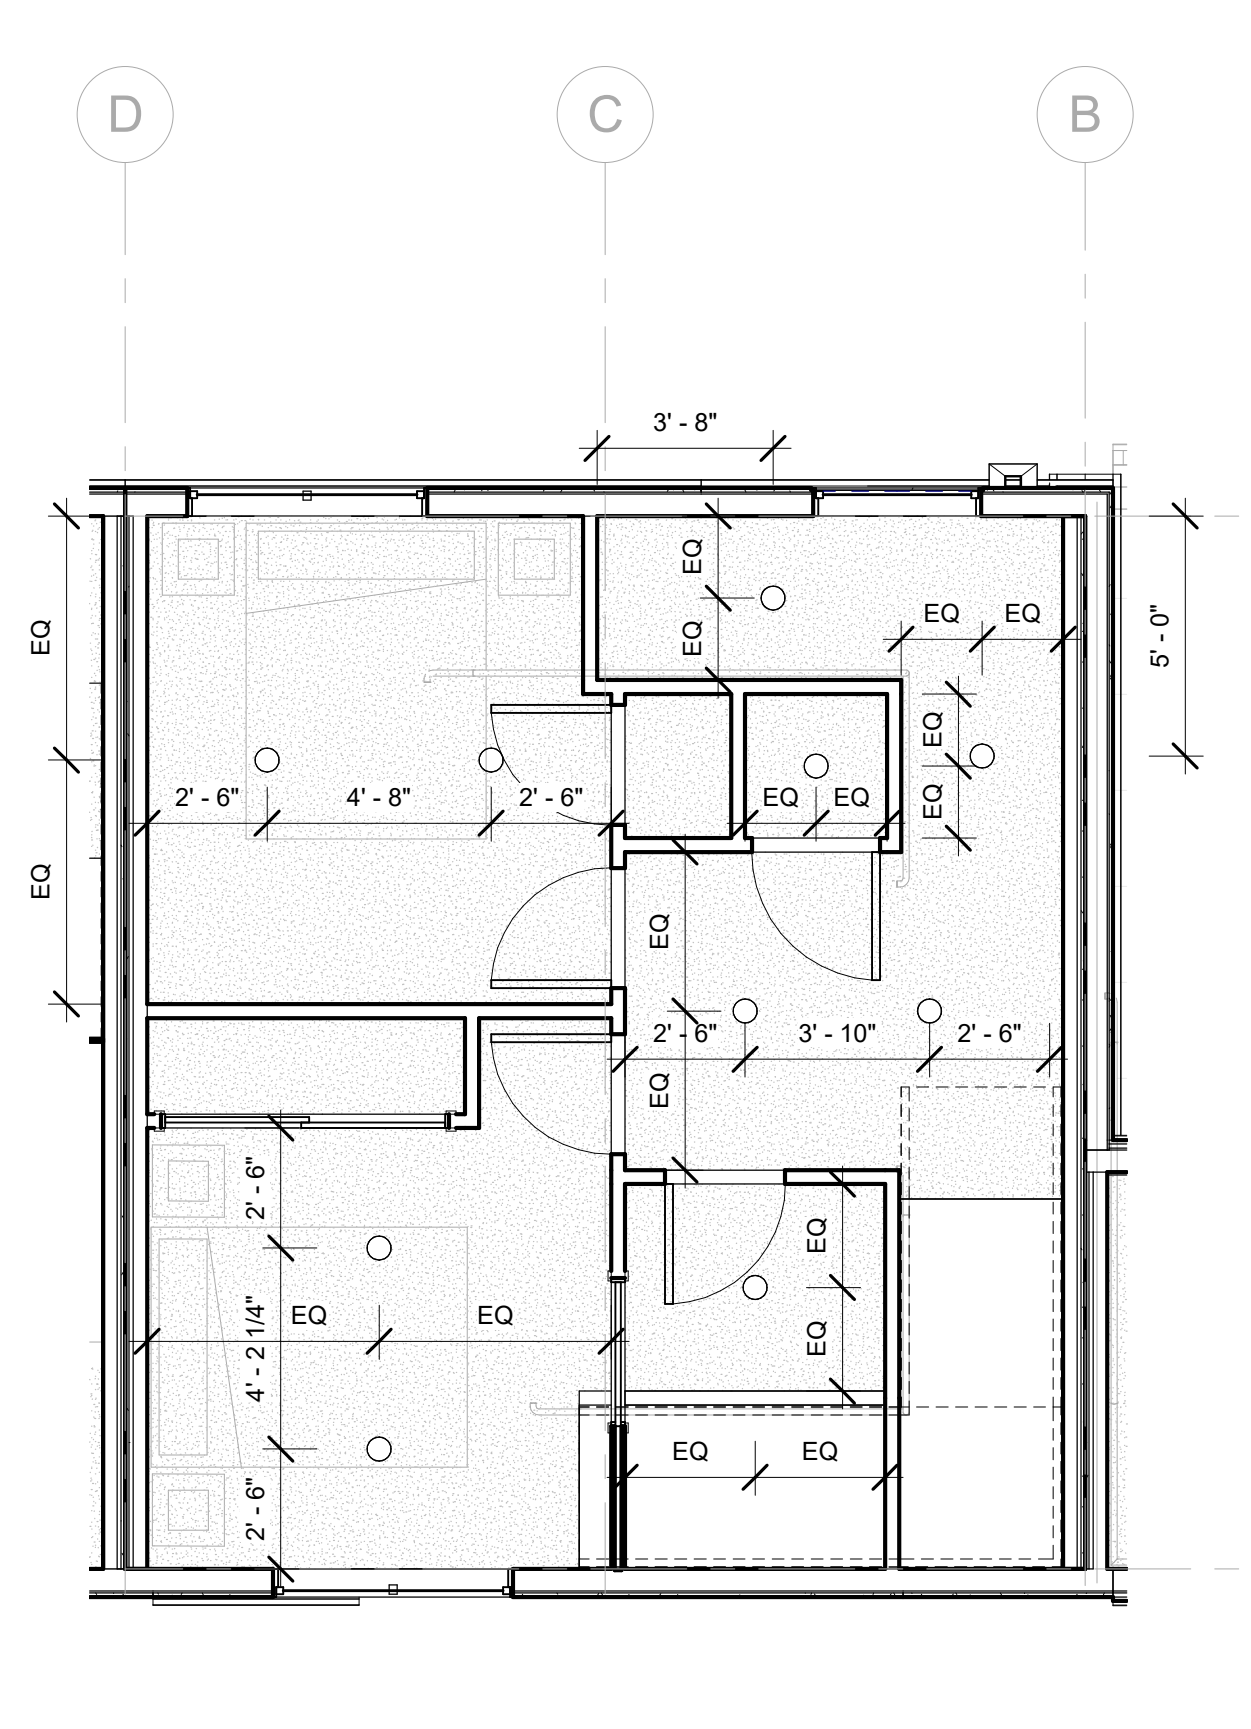 D
C
B
3' - 8"
EQ
EQ
EQ
EQ
EQ
5' - 0"
EQ
EQ
2' - 6"
4' - 8"
2' - 6"
EQ
EQ
EQ
EQ
EQ
2' - 6"
3' - 10"
2' - 6"
EQ
2' - 6"
EQ
EQ
EQ
4' - 2 1/4"
EQ
EQ
EQ
2' - 6"